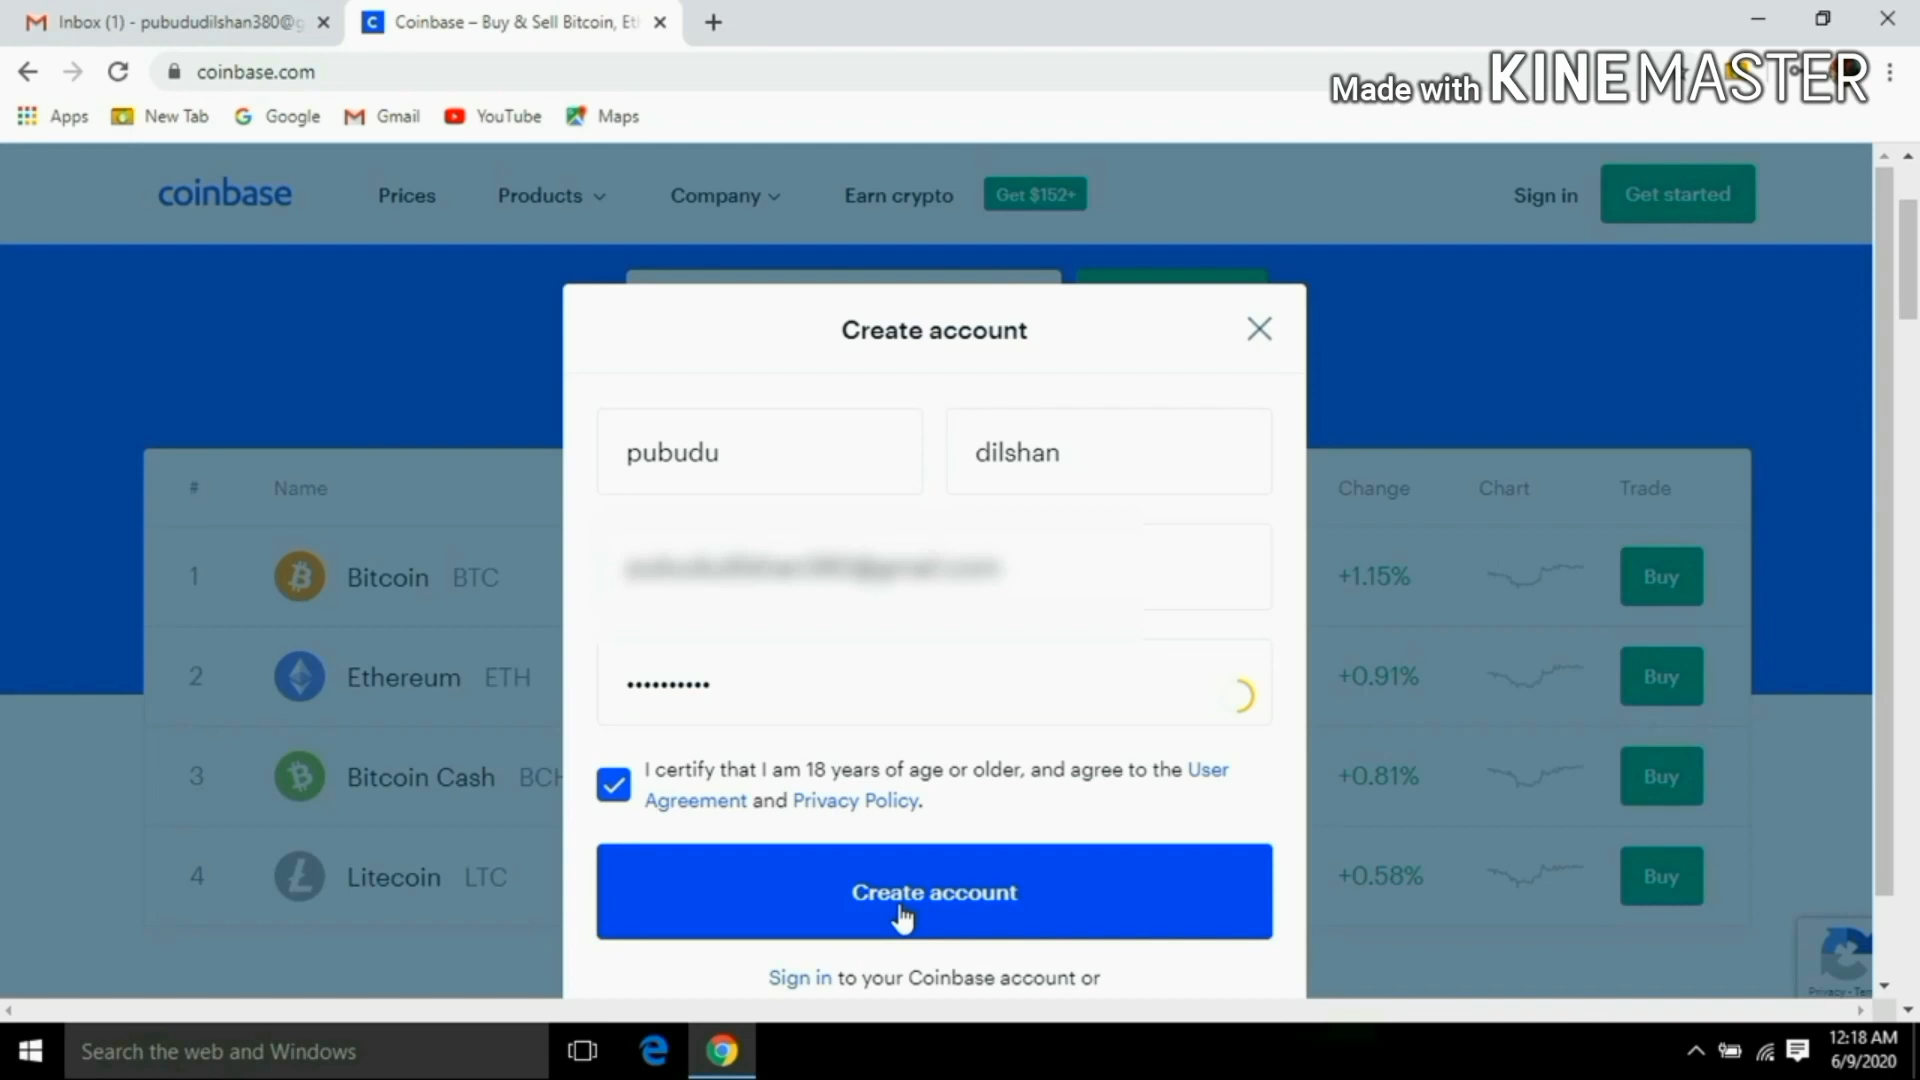 Inbox (1) - pubududilshan380@g
Coinbase – Buy & Sell Bitcoin, Et
coinbase.com
Made with KINEMASTER
Apps New Tab Google Gmail YouTube Maps
coinbase Prices Products Company Earn crypto Get $152+ Sign in Get started
Create account
pubudu dilshan
# Name Change Chart Trade
1 Bitcoin BTC +1.15% Buy
2 Ethereum ETH +0.91% Buy
••••••••••
3 Bitcoin Cash BCH +0.81% Buy
I certify that I am 18 years of age or older, and agree to the User
Agreement and Privacy Policy.
4 Litecoin LTC +0.58% Buy
Create account
Sign in to your Coinbase account or
Privacy - Ter
Search the web and Windows
12:18 AM
6/9/2020